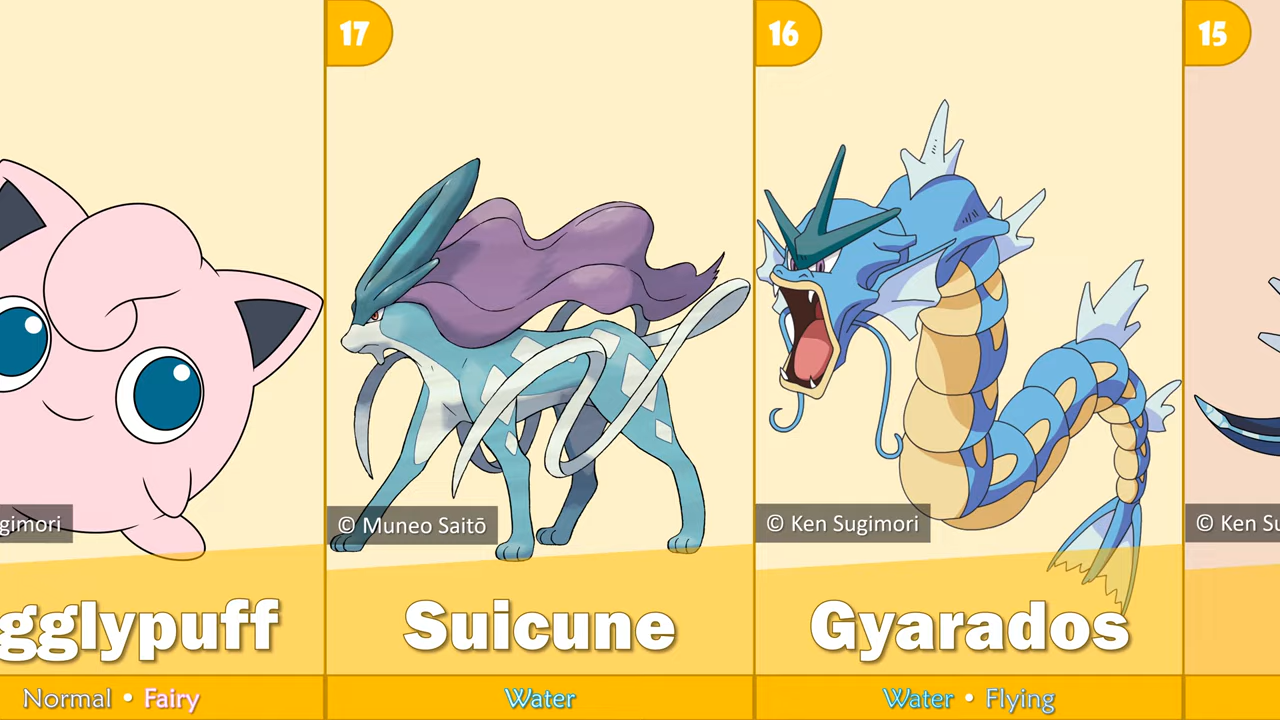 17
16
15
gimori
© Muneo Saitō
© Ken Sugimori
© Ken Su
gglypuff
Suicune
Gyarados
Normal • Fairy
Water
Water • Flying